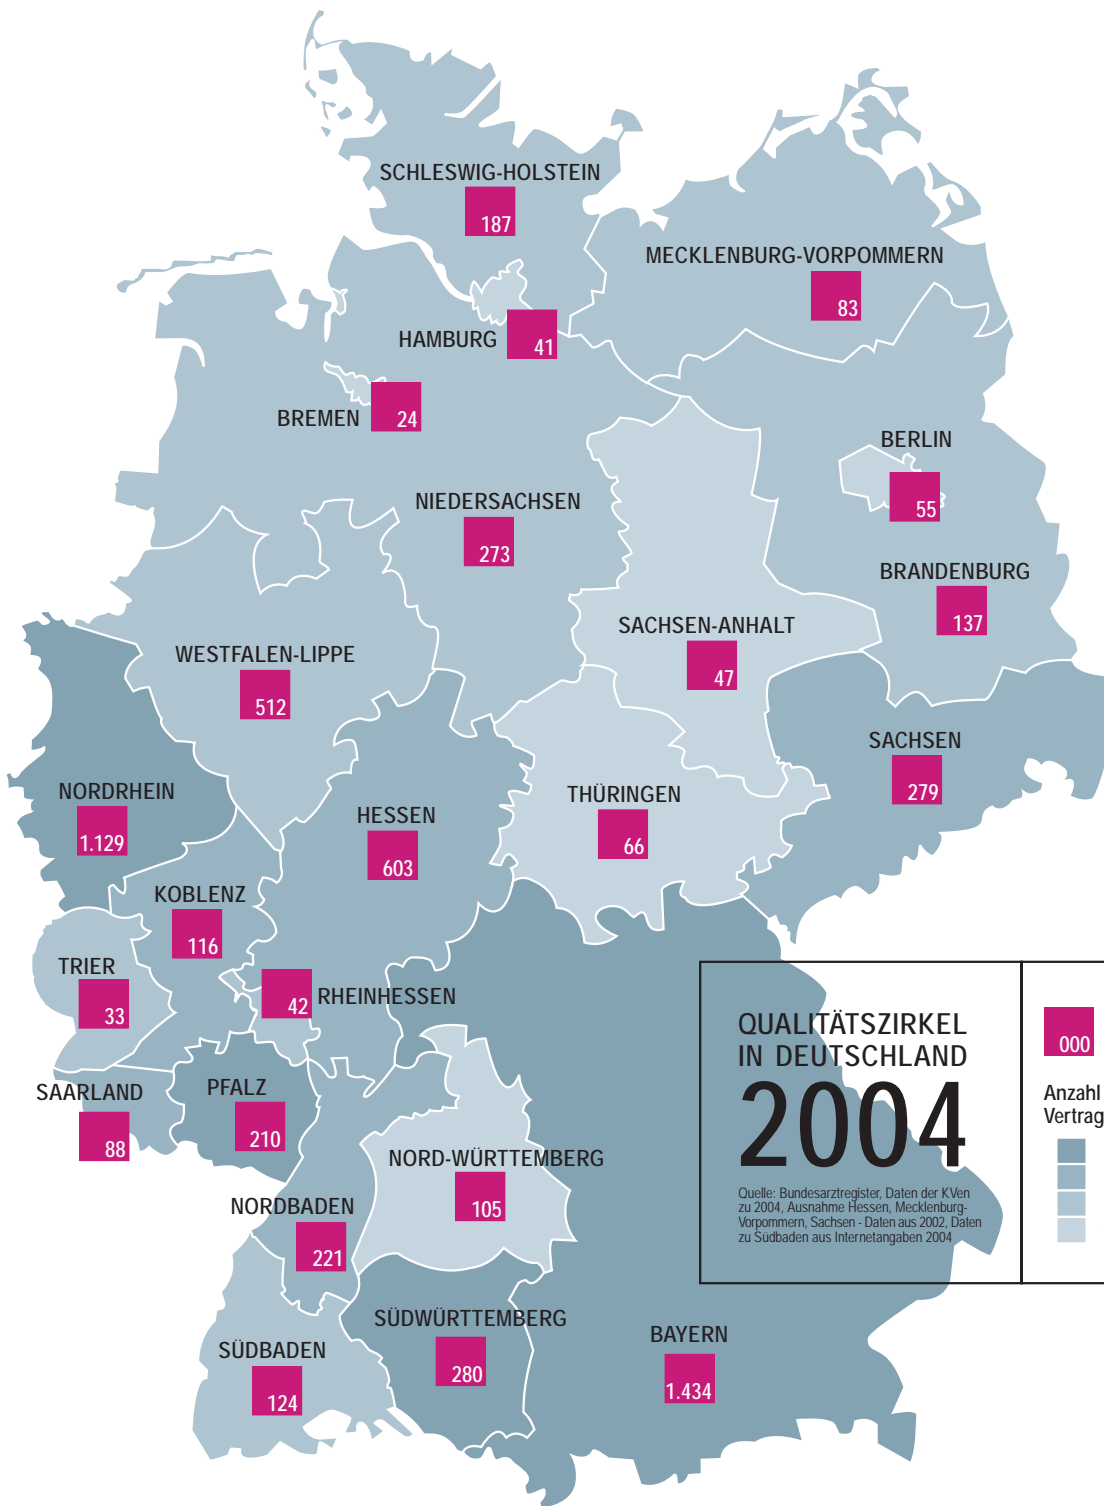 SCHLESWIG-HOLSTEIN
187
MECKLENBURG-VORPOMMERN
83
HAMBURG
41
BREMEN
24
BERLIN
55
NIEDERSACHSEN
273
BRANDENBURG
137
SACHSEN-ANHALT
47
WESTFALEN-LIPPE
512
SACHSEN
279
NORDRHEIN
1.129
HESSEN
603
THÜRINGEN
66
KOBLENZ
116
TRIER
33
42
RHEINHESSEN
SAARLAND
88
PFALZ
210
NORD-WÜRTTEMBERG
105
NORDBADEN
221
SÜDWÜRTTEMBERG
280
SÜDBADEN
124
BAYERN
1.434
QUALITÄTSZIRKEL
IN DEUTSCHLAND
2004
Quelle: Bundesarztregister, Daten der KVen
zu 2004, Ausnahme Hessen, Mecklenburg-
Vorpommern, Sachsen - Daten aus 2002, Daten
zu Südbaden aus Internetangaben 2004
000
Anzahl
Vertrag